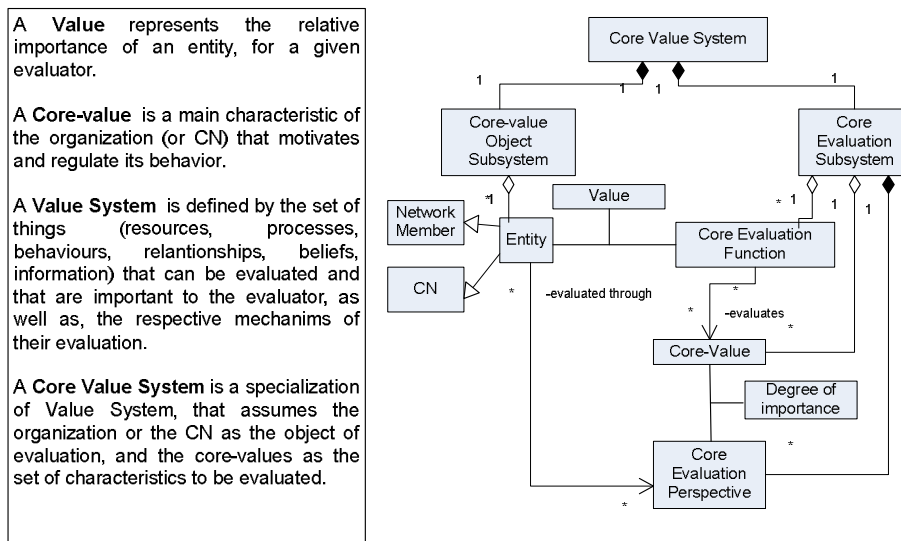 A Value represents the relative
importance of an entity, for a given
evaluator.
A Core-value is a main characteristic of
the organization (or CN) that motivates
and regulate its behavior.
A Value System is defined by the set of
things (resources, processes,
behaviours, relantionships, beliefs,
information) that can be evaluated and
that are important to the evaluator, as
well as, the respective mechanims of
their evaluation.
A Core Value System is a specialization
of Value System, that assumes the
organization or the CN as the object of
evaluation, and the core-values as the
set of characteristics to be evaluated.
Core Value System
1
1
1
1
Core-value
Object
Subsystem
Core
Evaluation
Subsystem
*
1
Value
*
1
1
1
Network
Member
Entity
Core Evaluation
Function
CN
*
-evaluated through
*
*
-evaluates
*
Core-Value
Degree of
importance
*
Core
Evaluation
Perspective
*